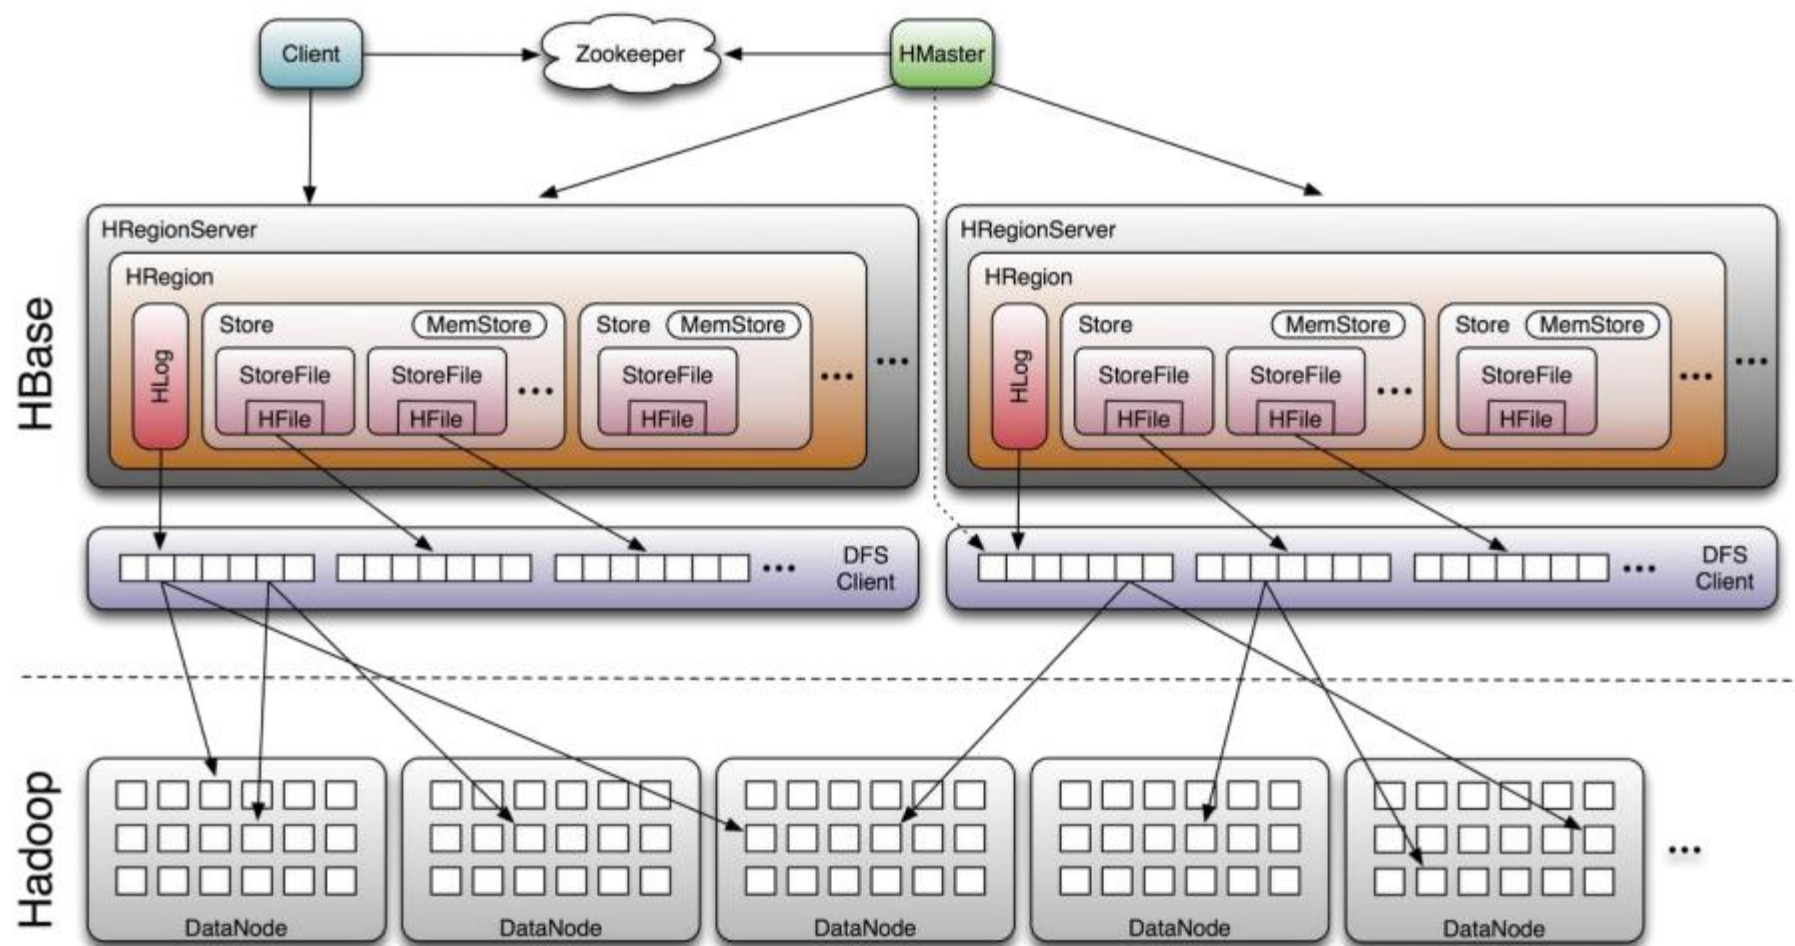 Client
Zookeeper
HMaster
HBase
HRegionServer
HRegion
HLog
Store
MemStore
StoreFile
HFile
StoreFile
HFile
...
Store
MemStore
StoreFile
HFile
...
...
HRegionServer
HRegion
HLog
Store
MemStore
StoreFile
HFile
StoreFile
HFile
...
Store
MemStore
StoreFile
HFile
...
...
...
DFS
Client
...
DFS
Client
Hadoop
DataNode
DataNode
DataNode
DataNode
DataNode
...